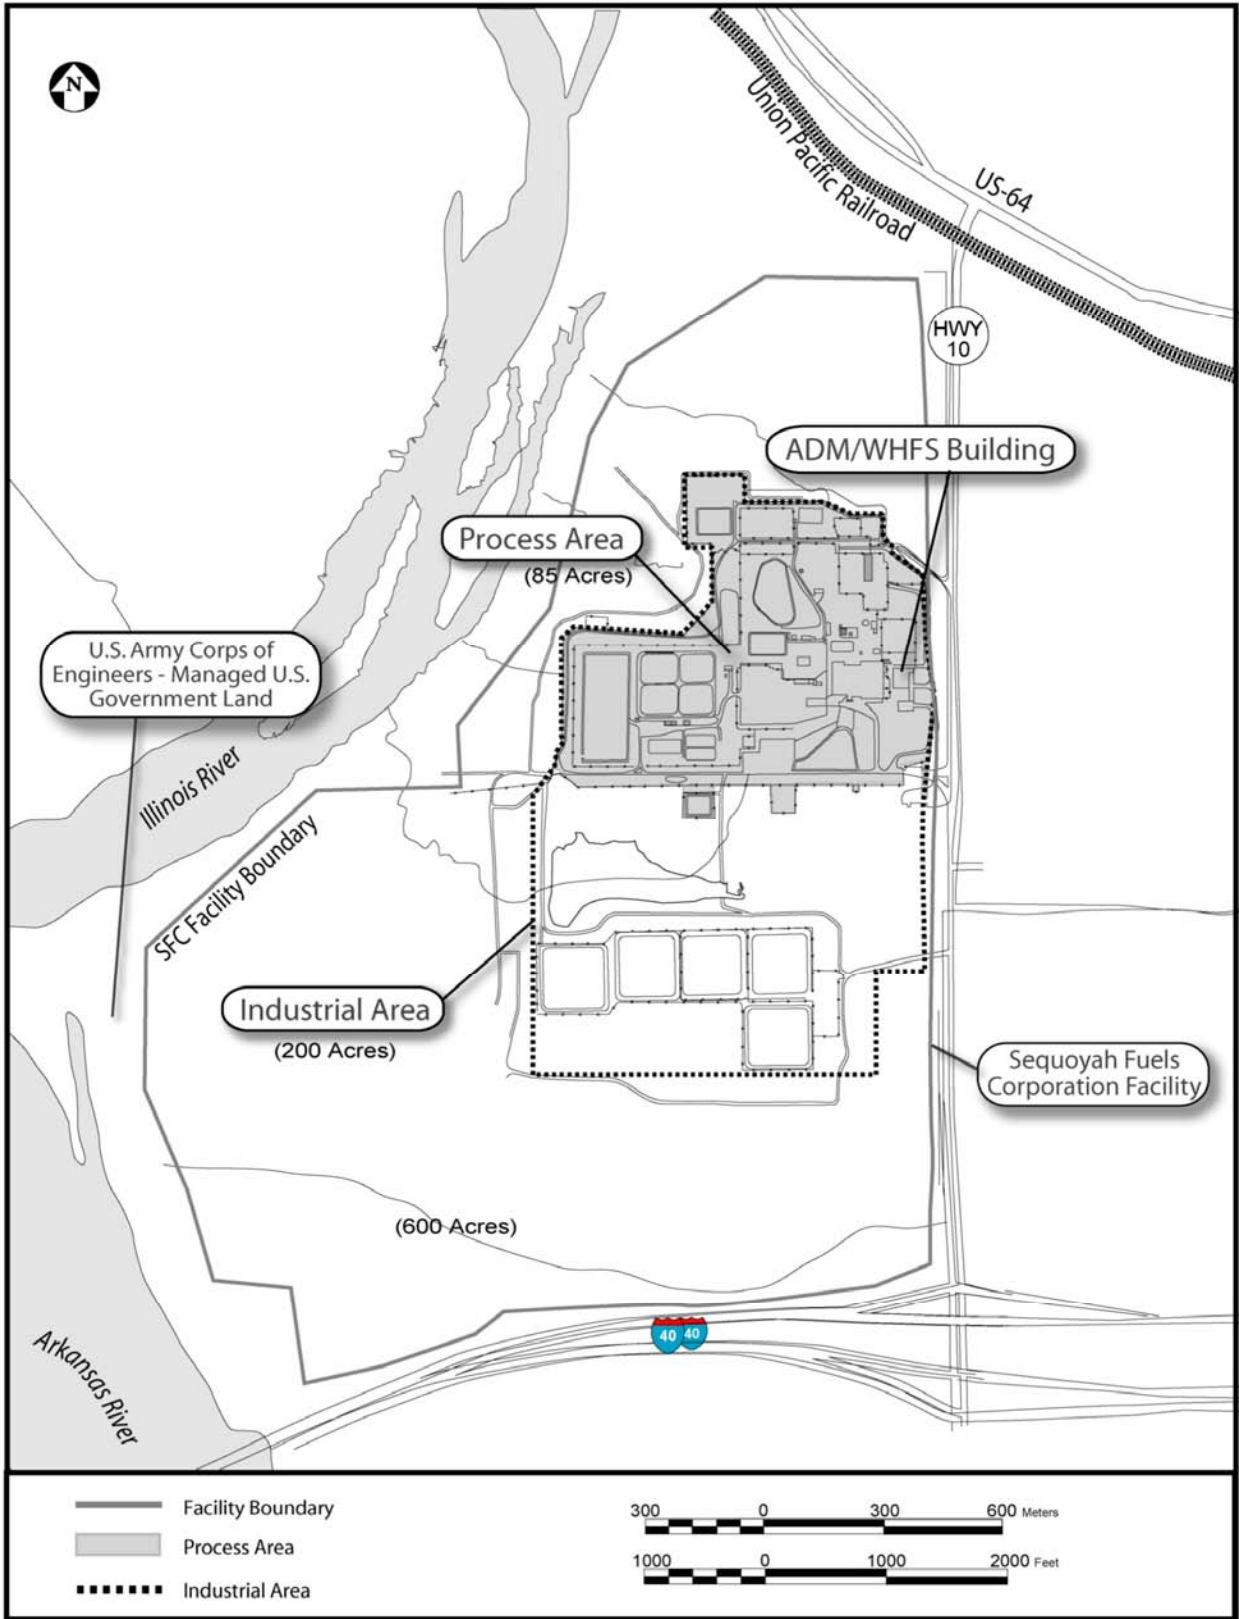 N
Union Pacific Railroad
US-64
HWY
10
ADM/WHFS Building
Process Area
(85 Acres)
U.S. Army Corps of
Engineers - Managed U.S.
Government Land
Illinois River
SFC Facility Boundary
Industrial Area
(200 Acres)
Sequoyah Fuels
Corporation Facility
(600 Acres)
40 40
Arkansas River
Facility Boundary
Process Area
Industrial Area
300 0 300 600 Meters
1000 0 1000 2000 Feet